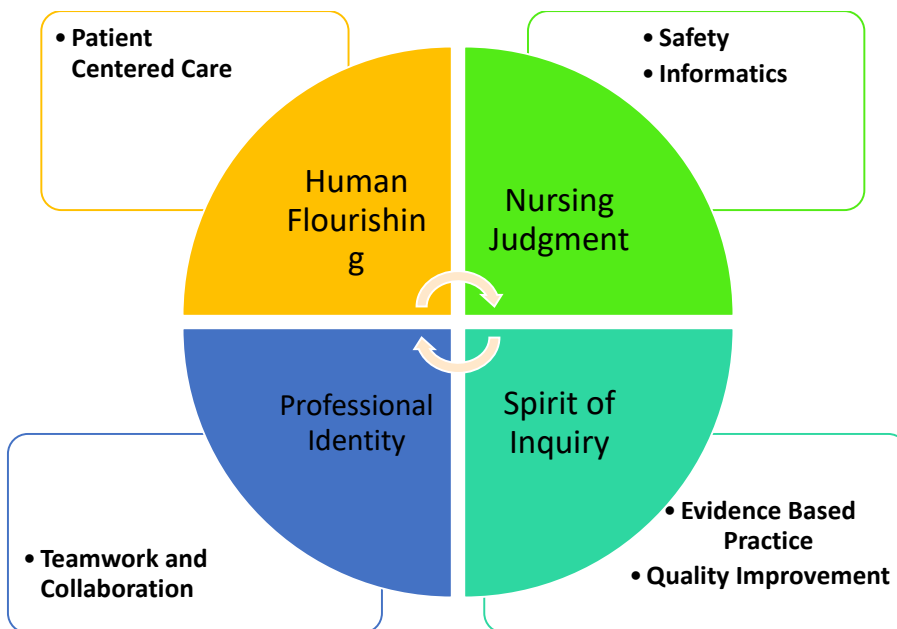 • Patient
Centered Care
• Safety
• Informatics
Human
Flourishin
g
Nursing
Judgment
Professional
Identity
Spirit of
Inquiry
• Teamwork and
Collaboration
• Evidence Based
Practice
• Quality Improvement